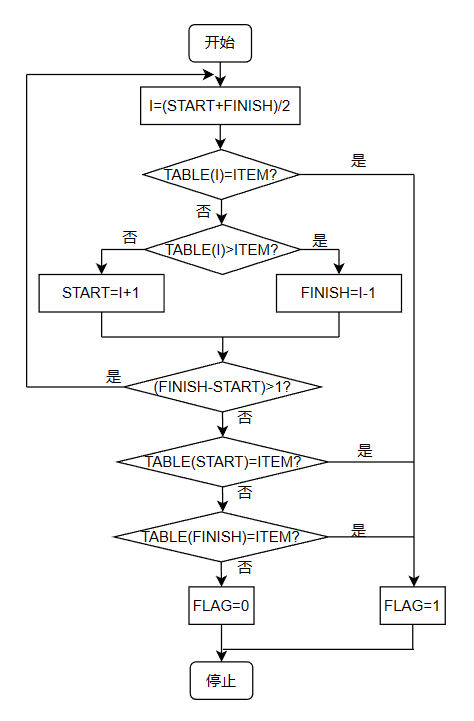 开始
I=(START+FINISH)/2
TABLE(I)=ITEM?
是
否
TABLE(I)>ITEM?
否
是
START=I+1
FINISH=I-1
(FINISH-START)>1?
是
否
TABLE(START)=ITEM?
是
否
TABLE(FINISH)=ITEM?
是
否
FLAG=0
FLAG=1
停止